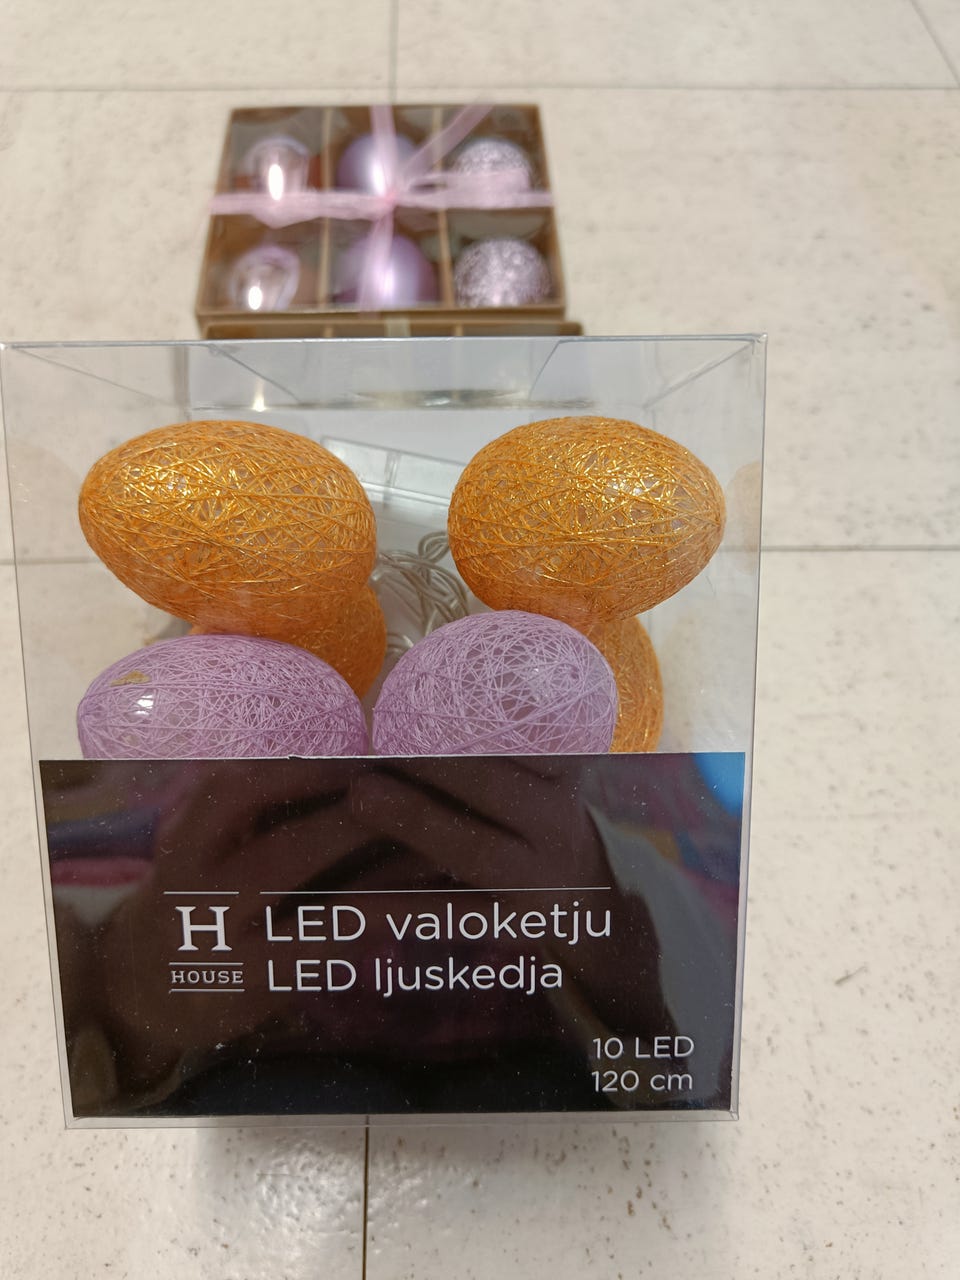 H
HOUSE
LED valoketju
LED ljuskedja
10 LED
120 cm